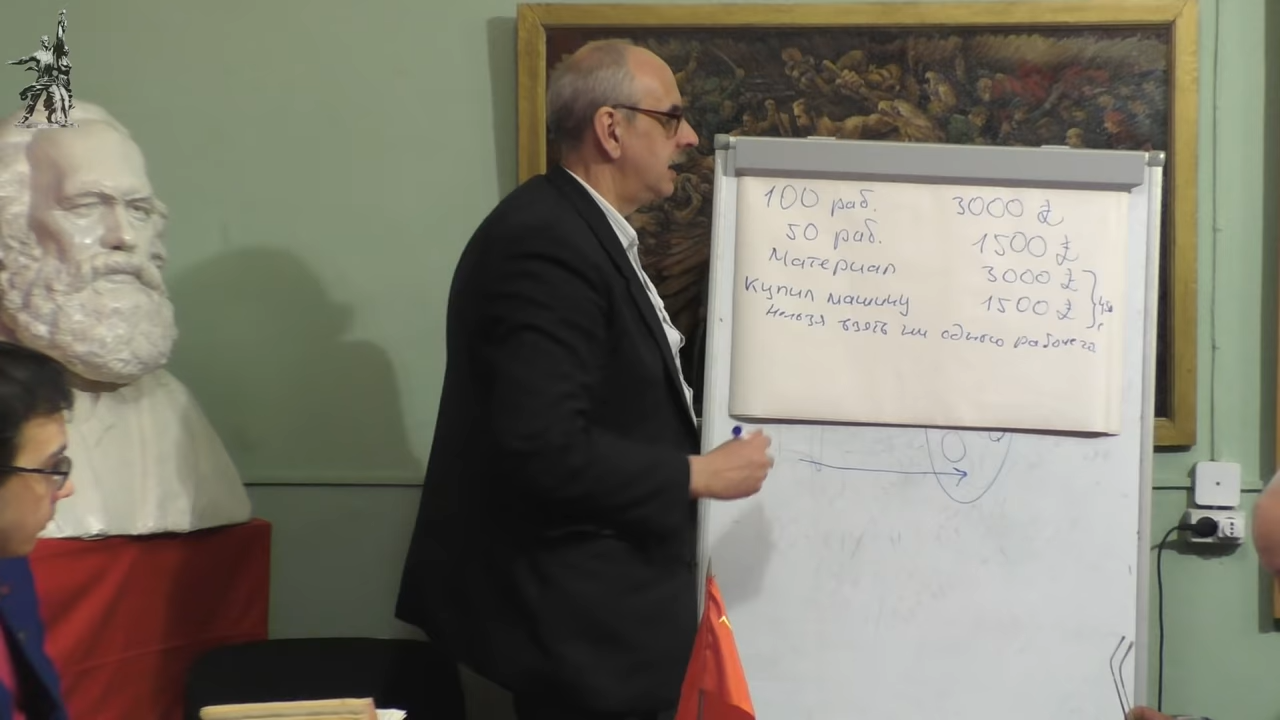 100 раб. 3000 £
50 раб. 1500 £
Материал 3000 £
Купил машину 1500 £
Нельзя взять ни одного рабочего